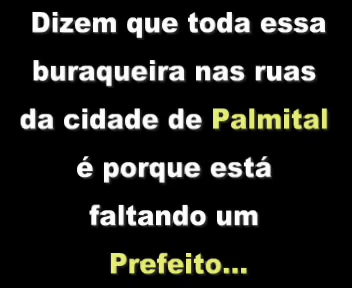 Dizem que toda essa
buraqueira nas ruas
da cidade de Palmital
é porque está
faltando um
Prefeito...